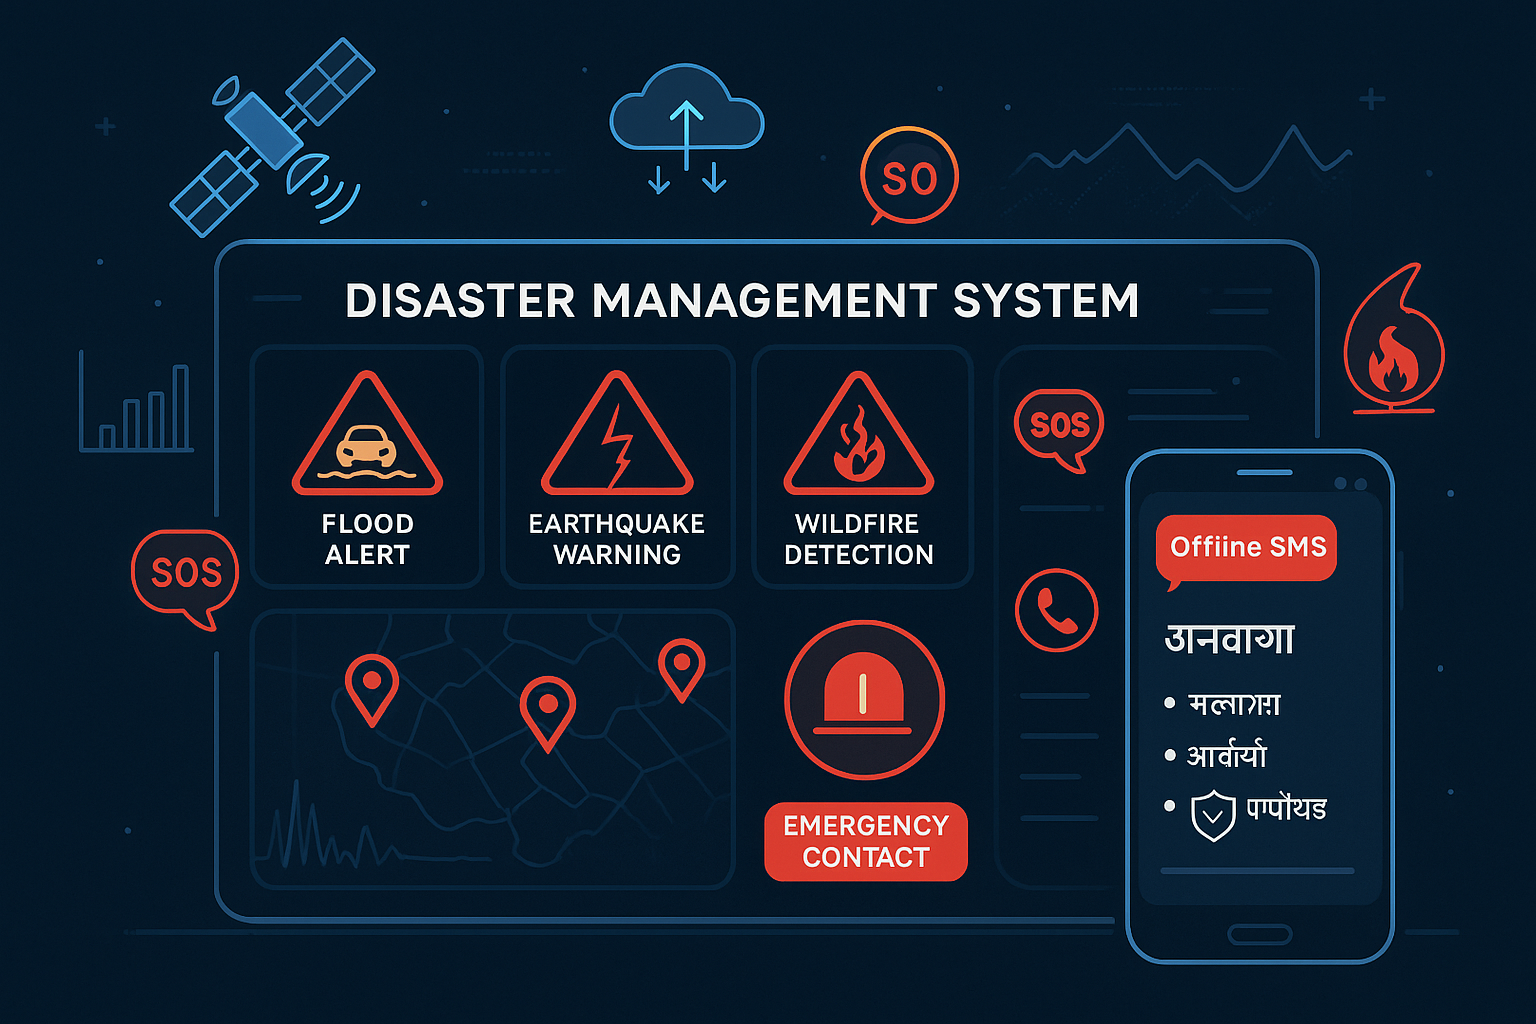 SO
DISASTER MANAGEMENT SYSTEM
SOS
FLOOD
ALERT
EARTHQUAKE
WARNING
WILDFIRE
DETECTION
SOS
Offiine SMS
EMERGENCY
CONTACT